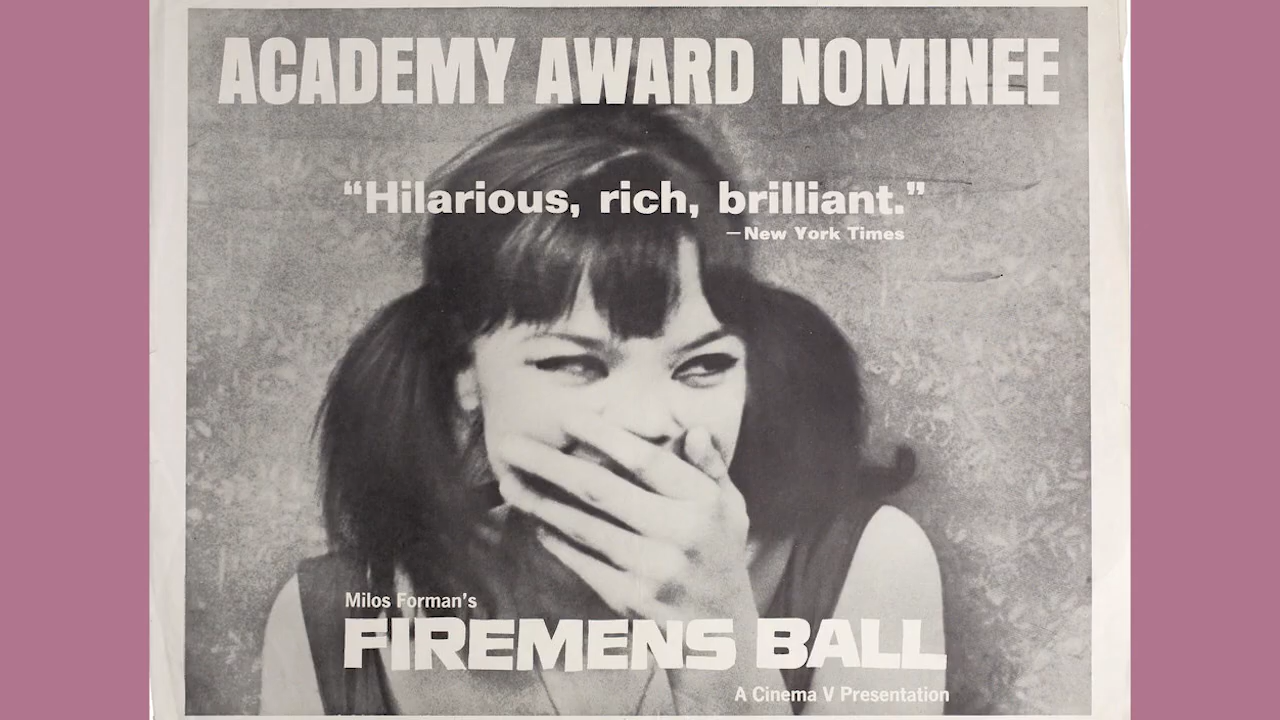 ACADEMY AWARD NOMINEE
“Hilarious, rich, brilliant.”
—New York Times
Milos Forman's
FIREMENS BALL
A Cinema V Presentation